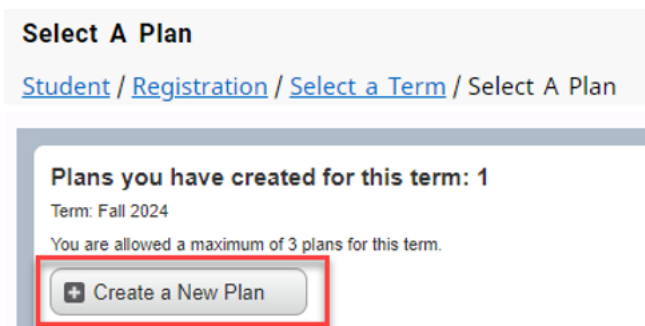 Select A Plan
Student / Registration / Select a Term / Select A Plan
Plans you have created for this term: 1
Term: Fall 2024
You are allowed a maximum of 3 plans for this term.
Create a New Plan